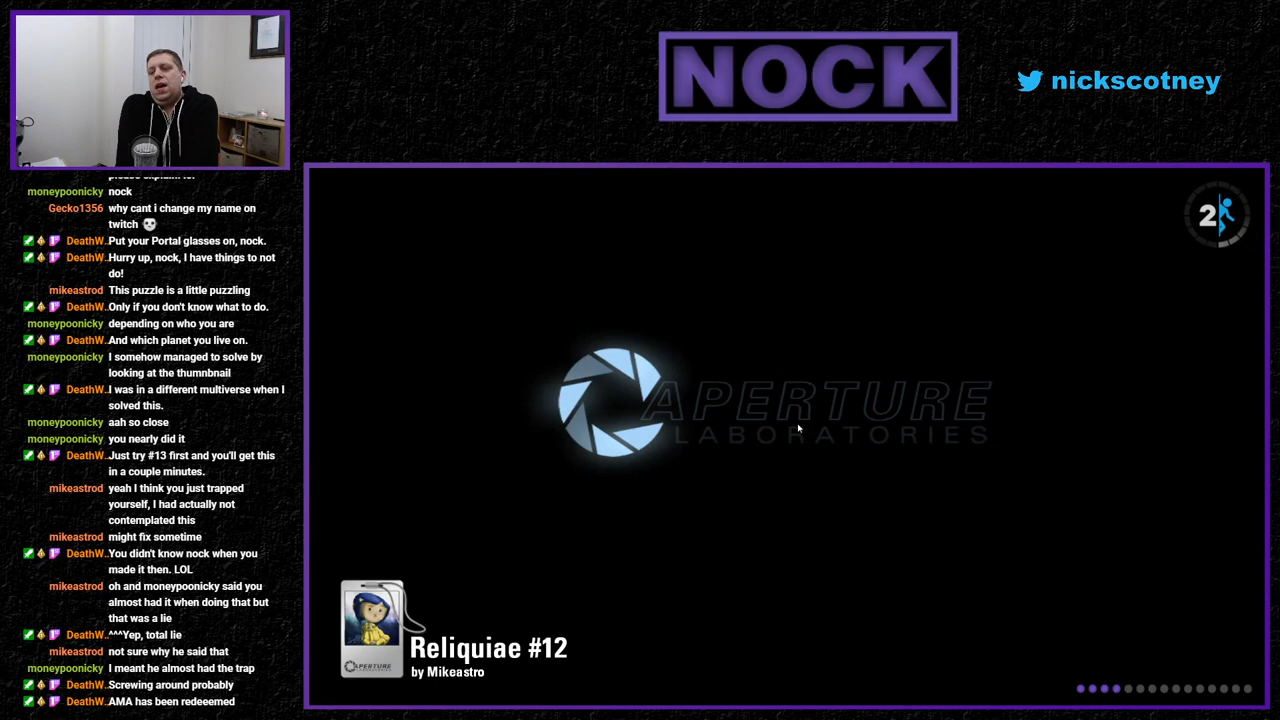 NOCK
nickscotney
moneypoonicky nock
Gecko1356 why cant i change my name on
twitch
DeathW.. Put your Portal glasses on, nock.
DeathW.. Hurry up, nock, I have things to not
do!
mikeastrod This puzzle is a little puzzling
DeathW.. Only if you don't know what to do.
moneypoonicky depending on who you are
DeathW.. And which planet you live on.
moneypoonicky I somehow managed to solve by
looking at the thumnbnail
DeathW.. I was in a different multiverse when I
solved this.
moneypoonicky aah so close
moneypoonicky you nearly did it
DeathW.. Just try #13 first and you'll get this
in a couple minutes.
mikeastrod yeah I think you just trapped
yourself, I had actually not
contemplated this
mikeastrod might fix sometime
DeathW.. You didn't know nock when you
made it then. LOL
mikeastrod oh and moneypoonicky said you
almost had it when doing that but
that was a lie
DeathW.. ^^^Yep, total lie
mikeastrod not sure why he said that
moneypoonicky I meant he almost had the trap
DeathW.. Screwing around probably
DeathW.. AMA has been redeeemed
2
APERTURE
LABORATORIES
APERTURE
Reliquiae #12
by Mikeastro